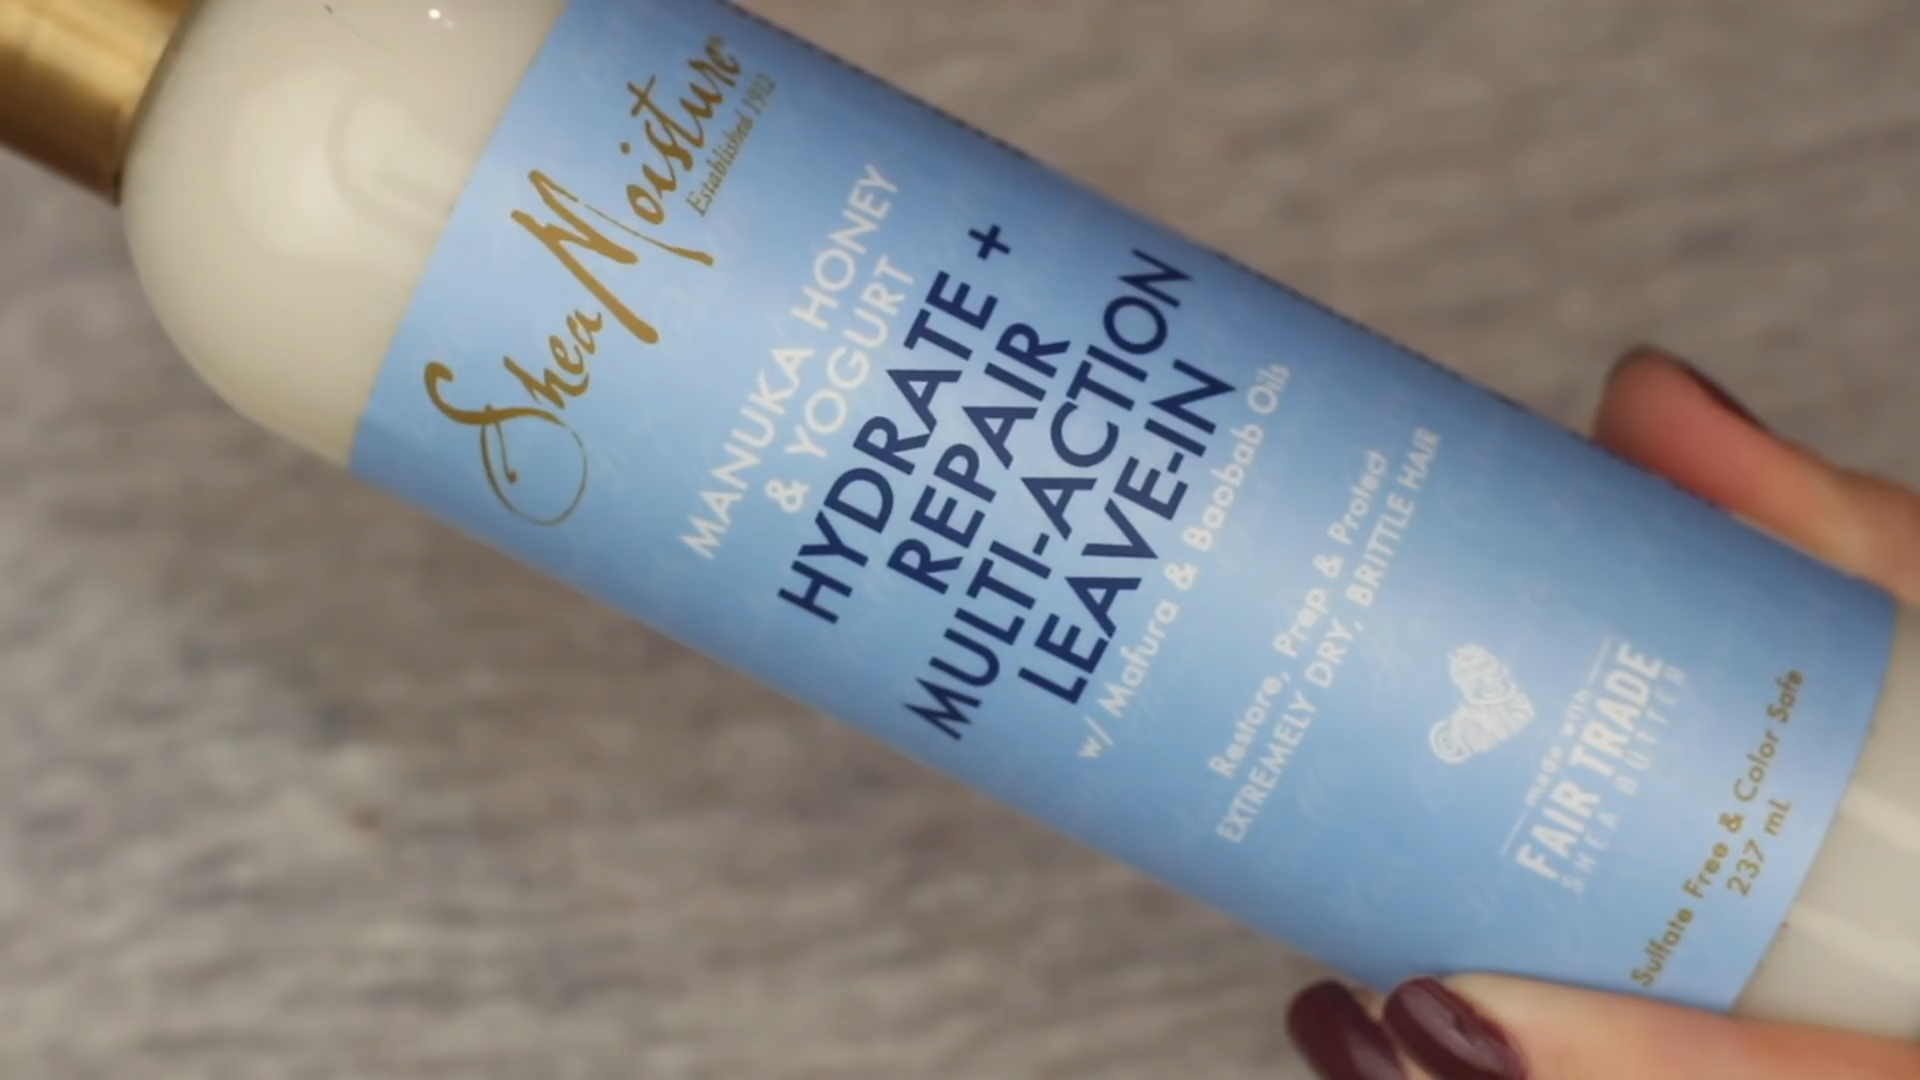 SheaMoisture
Established 1912
MANUKA HONEY
& YOGURT
HYDRATE +
REPAIR
MULTI-ACTION
LEAVE-IN
w/ Mafura & Baobab Oils
Restore, Prep & Protect
EXTREMELY DRY, BRITTLE HAIR
made with
FAIR TRADE
SHEA BUTTER
Sulfate Free & Color Safe
237 mL